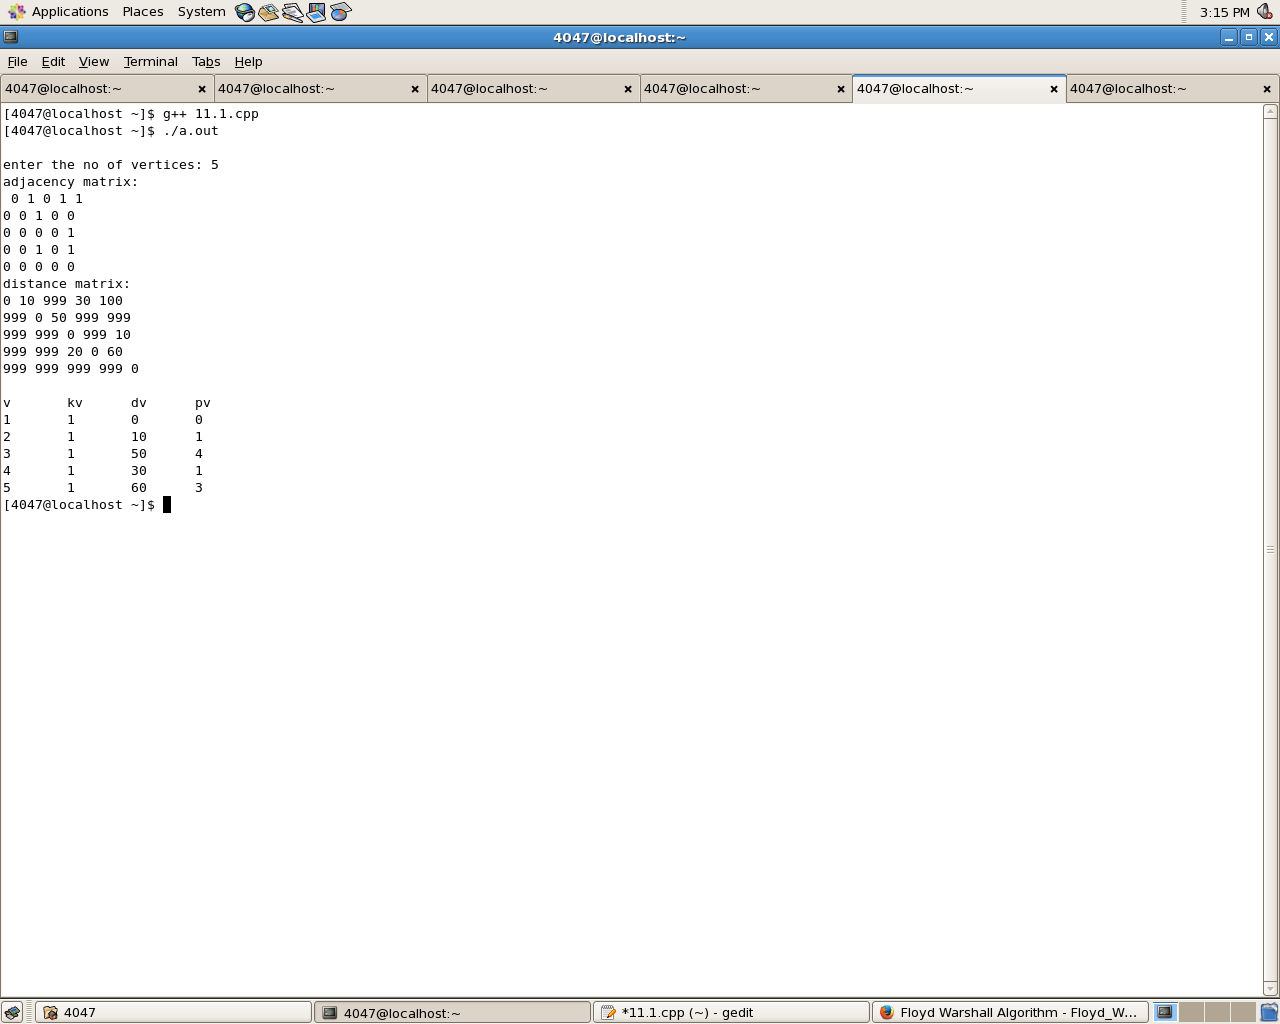 Applications Places System 3:15 PM
4047@localhost:~
File Edit View Terminal Tabs Help
4047@localhost:~ 4047@localhost:~ 4047@localhost:~ 4047@localhost:~ 4047@localhost:~ 4047@localhost:~
[4047@localhost ~]$ g++ 11.1.cpp
[4047@localhost ~]$ ./a.out
enter the no of vertices: 5
adjacency matrix:
0 1 0 1 1
0 0 1 0 0
0 0 0 0 1
0 0 1 0 1
0 0 0 0 0
distance matrix:
0 10 999 30 100
999 0 50 999 999
999 999 0 999 10
999 999 20 0 60
999 999 999 999 0
v kv dv pv
1 1 0 0
2 1 10 1
3 1 50 4
4 1 30 1
5 1 60 3
[4047@localhost ~]$
4047 4047@localhost:~ *11.1.cpp (~) - gedit Floyd Warshall Algorithm - Floyd_W...